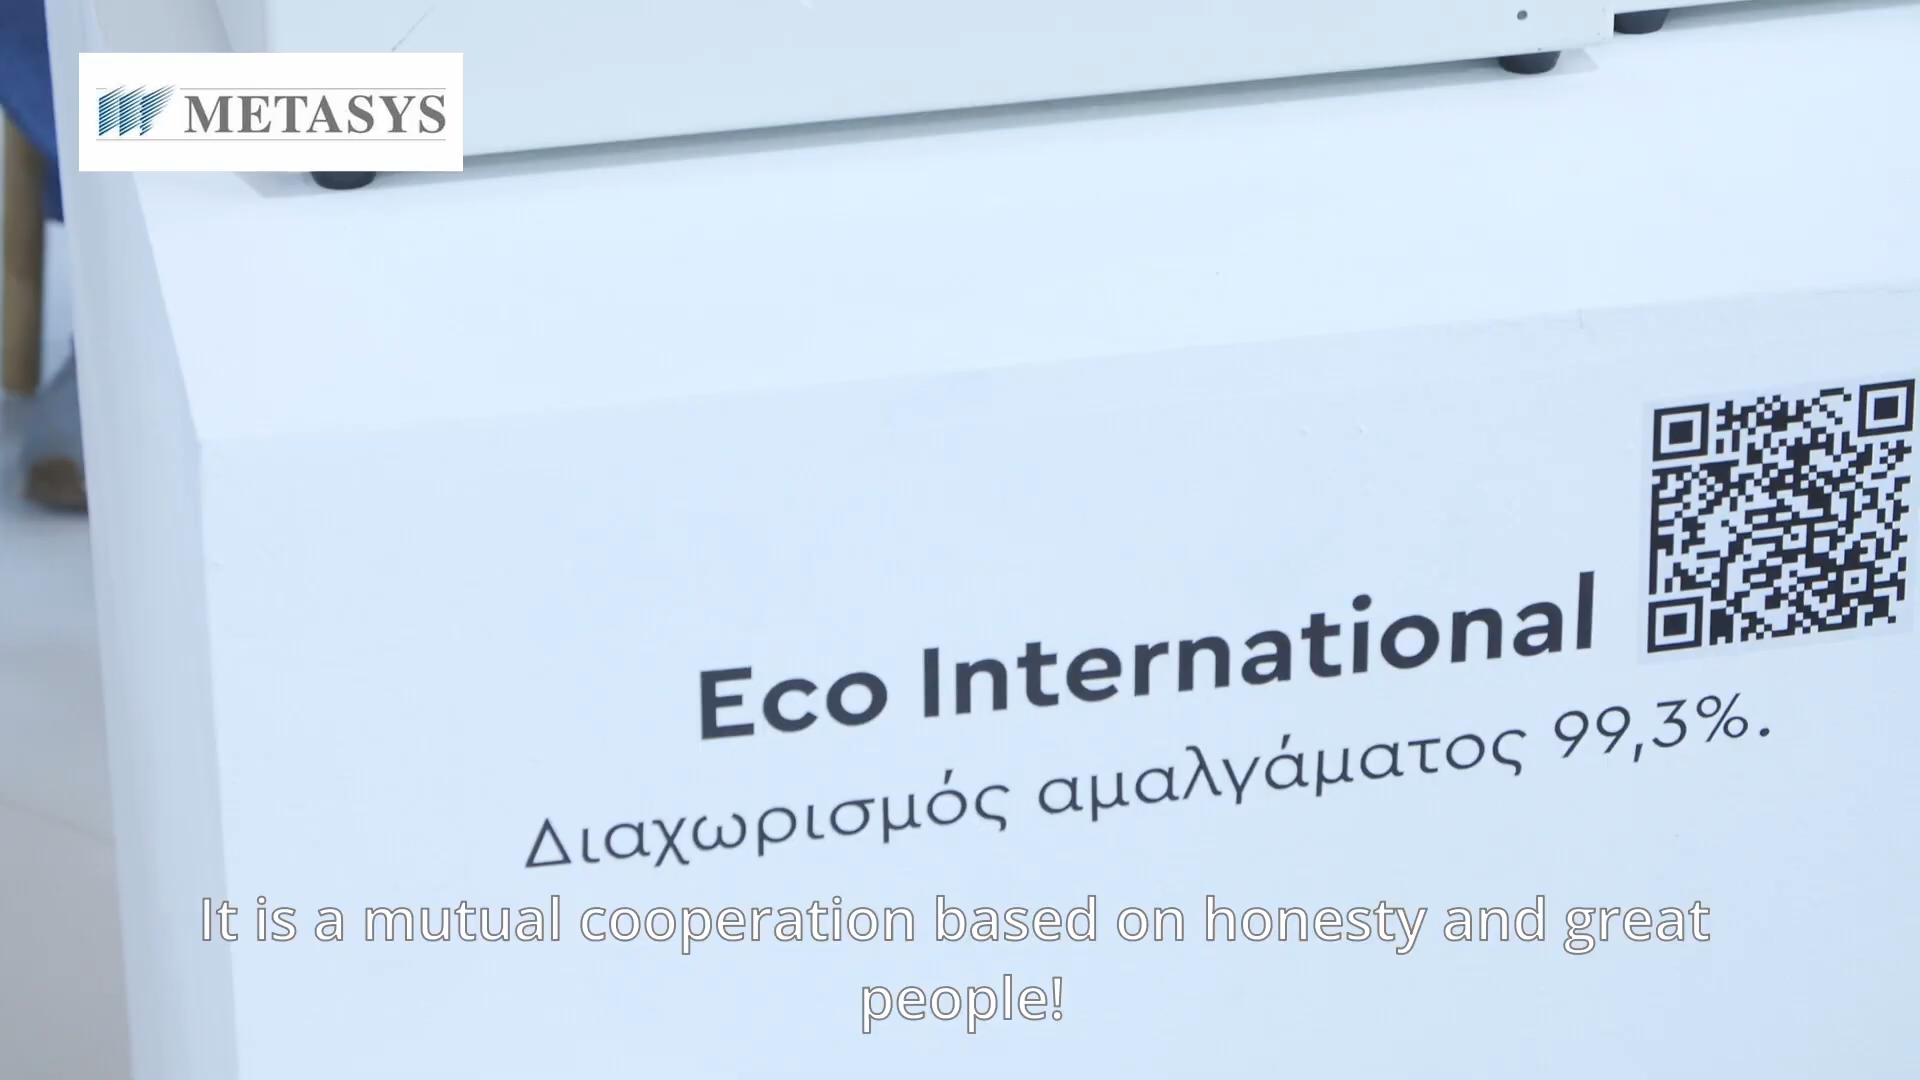 METASYS
Eco International
Διαχωρισμός αμαλγάματος 99,3%.
It is a mutual cooperation based on honesty and great
people!